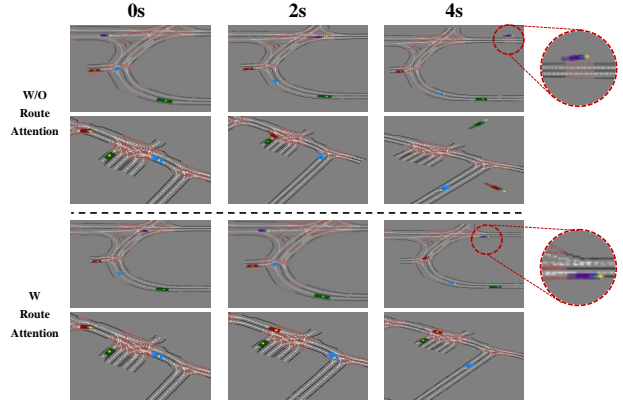 0s 2s 4s
W/O
Route
Attention
W
Route
Attention